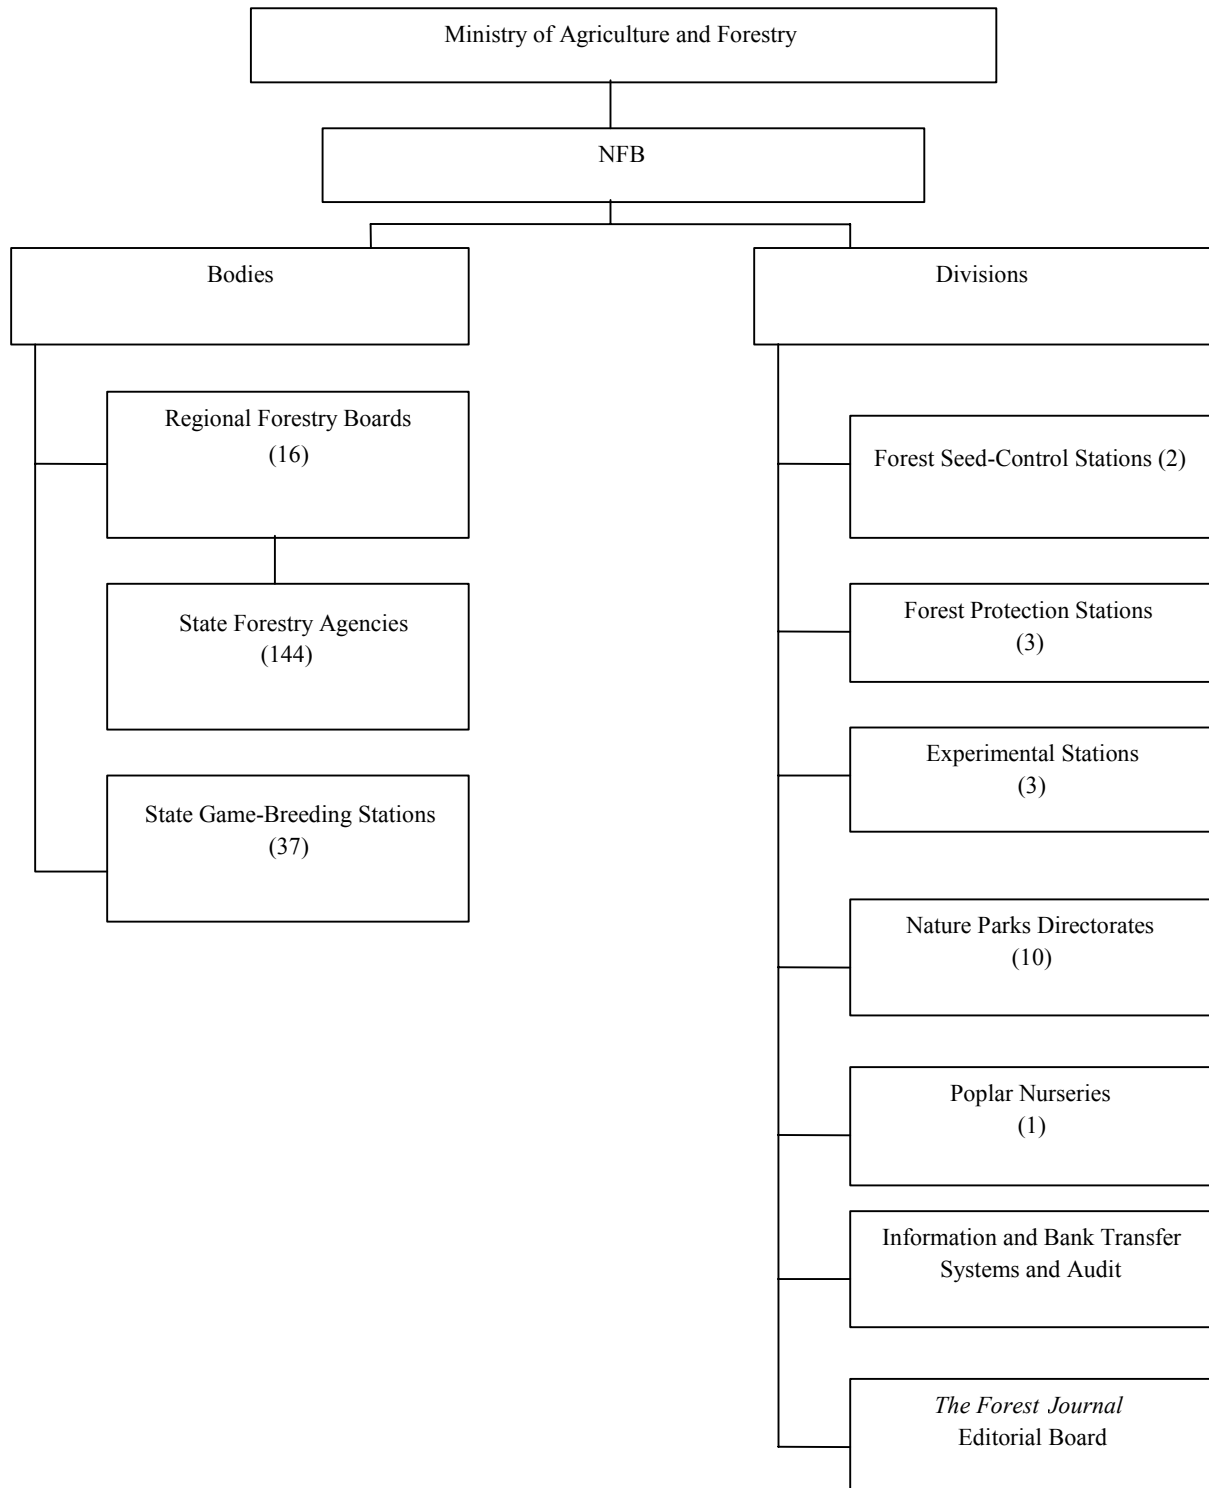 Ministry of Agriculture and Forestry
NFB
Bodies
Regional Forestry Boards
(16)
State Forestry Agencies
(144)
State Game-Breeding Stations
(37)
Divisions
Forest Seed-Control Stations (2)
Forest Protection Stations
(3)
Experimental Stations
(3)
Nature Parks Directorates
(10)
Poplar Nurseries
(1)
Information and Bank Transfer
Systems and Audit
The Forest Journal
Editorial Board